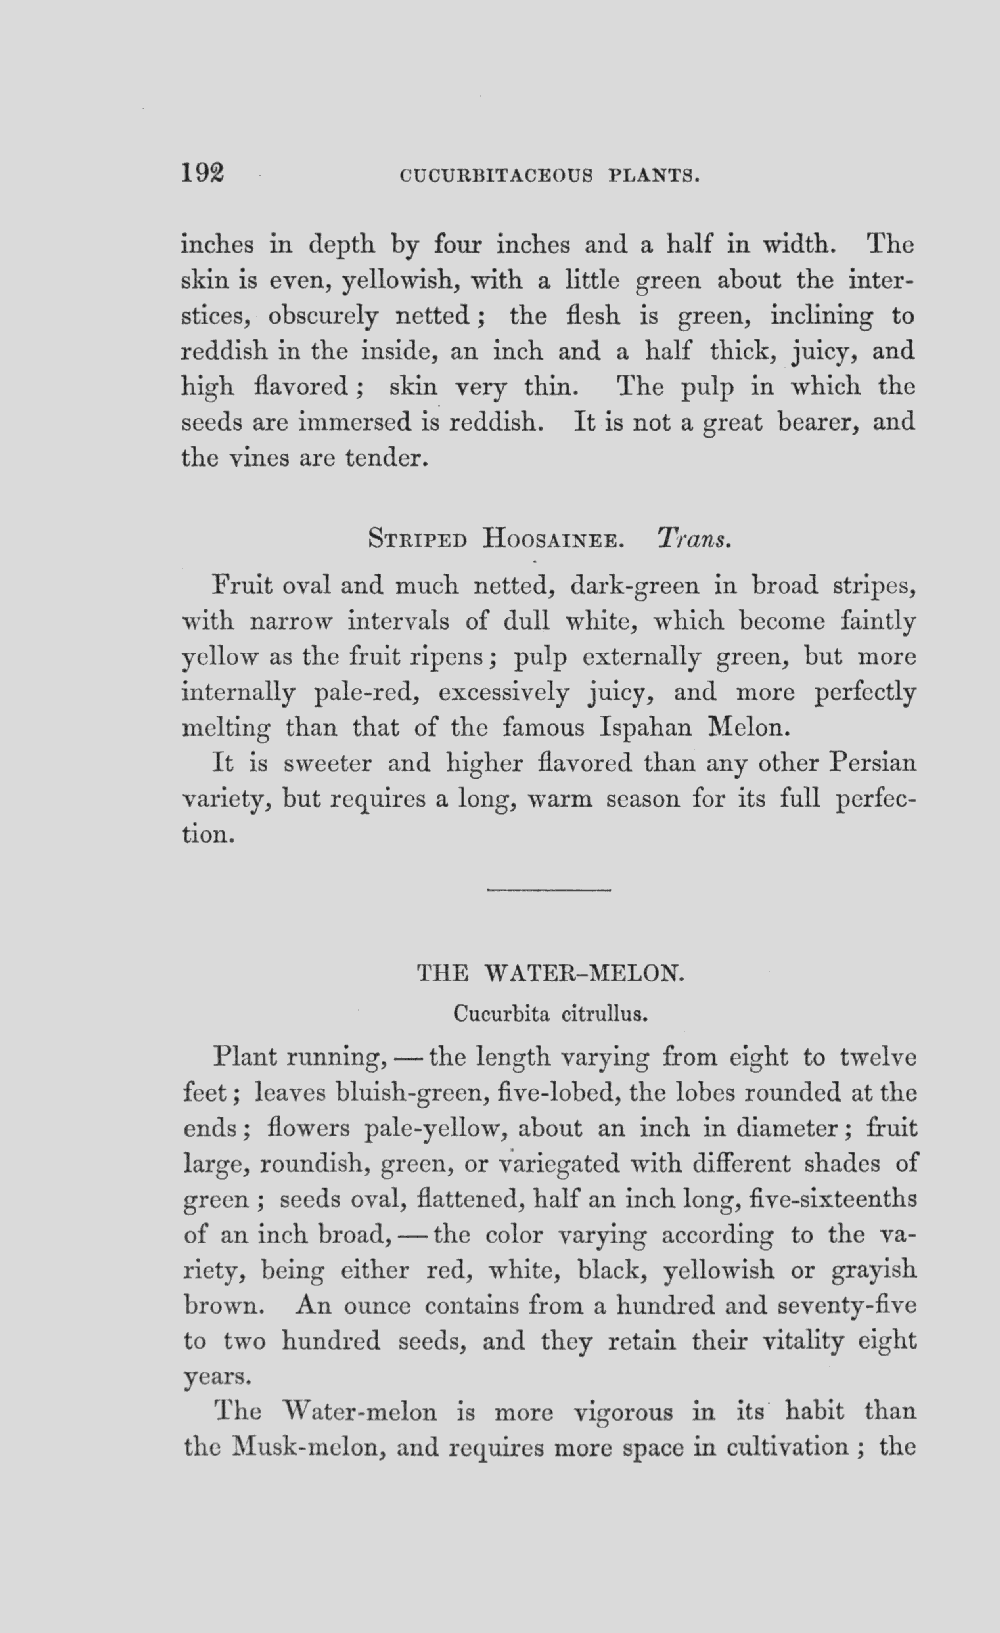 192 CUCURBITACEOUS PLANTS.
inches in depth by four inches and a half in width. The
skin is even, yellowish, with a little green about the inter-
stices, obscurely netted; the flesh is green, inclining to
reddish in the inside, an inch and a half thick, juicy, and
high flavored; skin very thin. The pulp in which the
seeds are immersed is reddish. It is not a great bearer, and
the vines are tender.
STRIPED HOOSAINEE. Trans.
Fruit oval and much netted, dark-green in broad stripes,
with narrow intervals of dull white, which become faintly
yellow as the fruit ripens; pulp externally green, but more
internally pale-red, excessively juicy, and more perfectly
melting than that of the famous Ispahan Melon.
It is sweeter and higher flavored than any other Persian
variety, but requires a long, warm season for its full perfec-
tion.
THE WATER-MELON.
Cucurbita citrullus.
Plant running, — the length varying from eight to twelve
feet; leaves bluish-green, five-lobed, the lobes rounded at the
ends; flowers pale-yellow, about an inch in diameter; fruit
large, roundish, green, or variegated with different shades of
green; seeds oval, flattened, half an inch long, five-sixteenths
of an inch broad, — the color varying according to the va-
riety, being either red, white, black, yellowish or grayish
brown. An ounce contains from a hundred and seventy-five
to two hundred seeds, and they retain their vitality eight
years.
The Water-melon is more vigorous in its habit than
the Musk-melon, and requires more space in cultivation; the